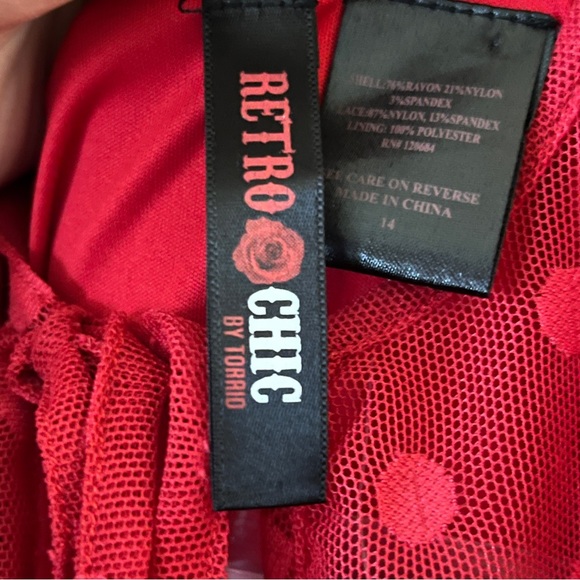 RETRO CHIC
BY TORRID
SHELL:76%RAYON 21%NYLON
3%SPANDEX
LACE:87%NYLON, 13%SPANDEX
LINING: 100% POLYESTER
RN# 120684
SEE CARE ON REVERSE
MADE IN CHINA
14